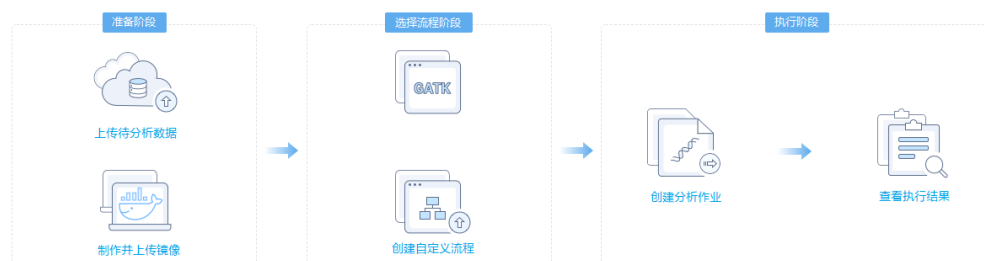 准备阶段
上传待分析数据
制作并上传镜像
选择流程阶段
GATK
创建自定义流程
执行阶段
创建分析作业
查看执行结果